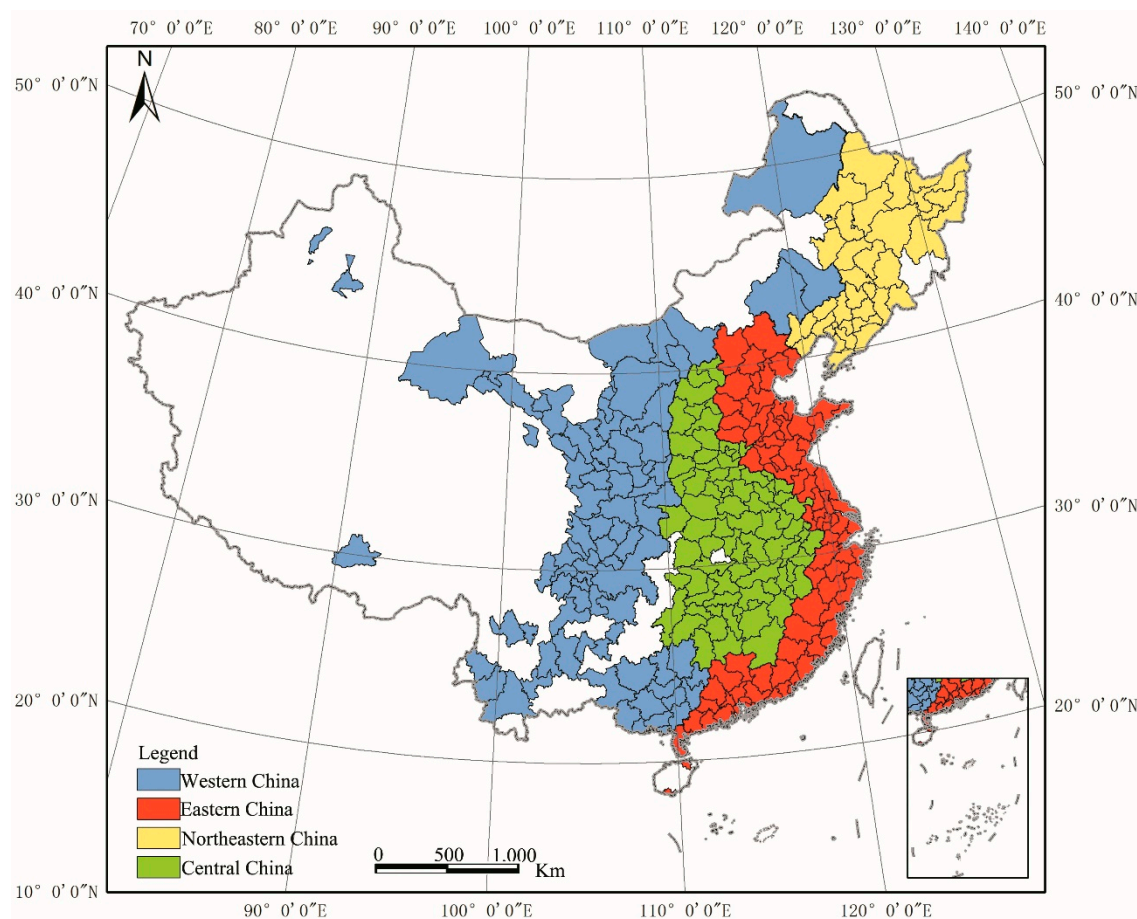 70° 0'0"E 80° 0'0"E 90° 0'0"E 100° 0'0"E 110° 0'0"E 120° 0'0"E 130° 0'0"E 140° 0'0"E
N
50° 0'0"N 50° 0'0"N
40° 0'0"N 40° 0'0"N
30° 0'0"N 30° 0'0"N
20° 0'0"N 20° 0'0"N
Legend
Western China
Eastern China
Northeastern China
Central China
0 500 1,000
Km
10° 0'0"N
90° 0'0"E 100° 0'0"E 110° 0'0"E 120° 0'0"E